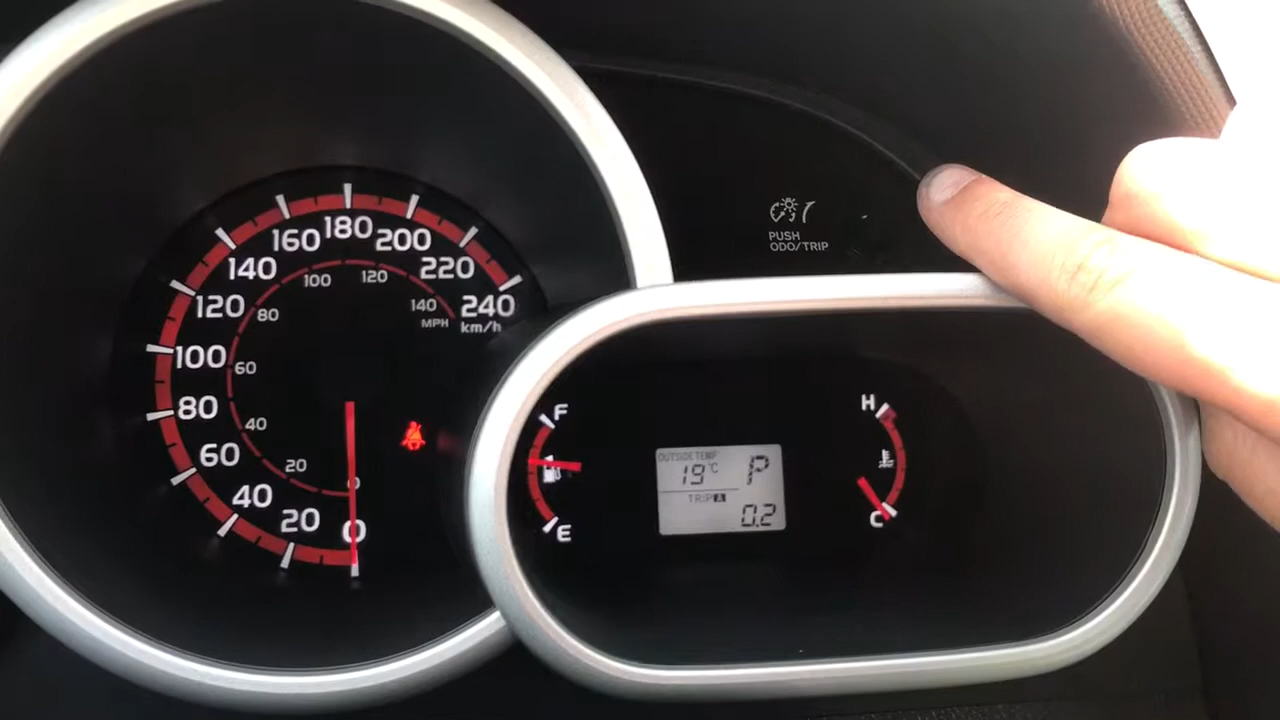 160 180 200
140 220
120 240
100
80
60
40
20
0
100 120
80 140
60
40
20
0
MPH
km/h
PUSH
ODO/TRIP
F
E
OUTSIDE TEMP
19°C P
TRIP A
0.2
H
C